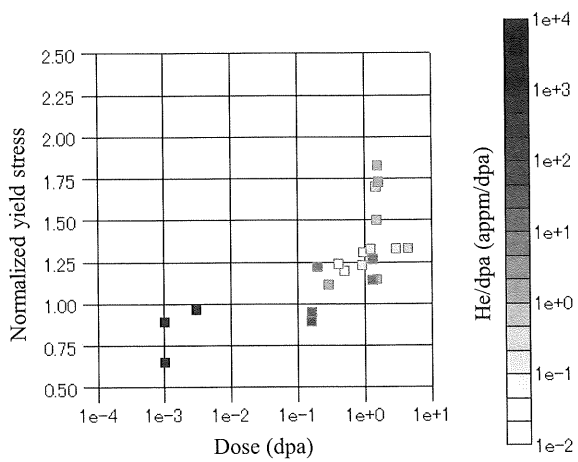 2.50
2.25
2.00
1.75
1.50
1.25
1.00
0.75
0.50
Normalized yield stress
1e−4 1e−3 1e−2 1e−1 1e+0 1e+1
Dose (dpa)
He/dpa (appm/dpa)
1e+4
1e+3
1e+2
1e+1
1e+0
1e−1
1e−2